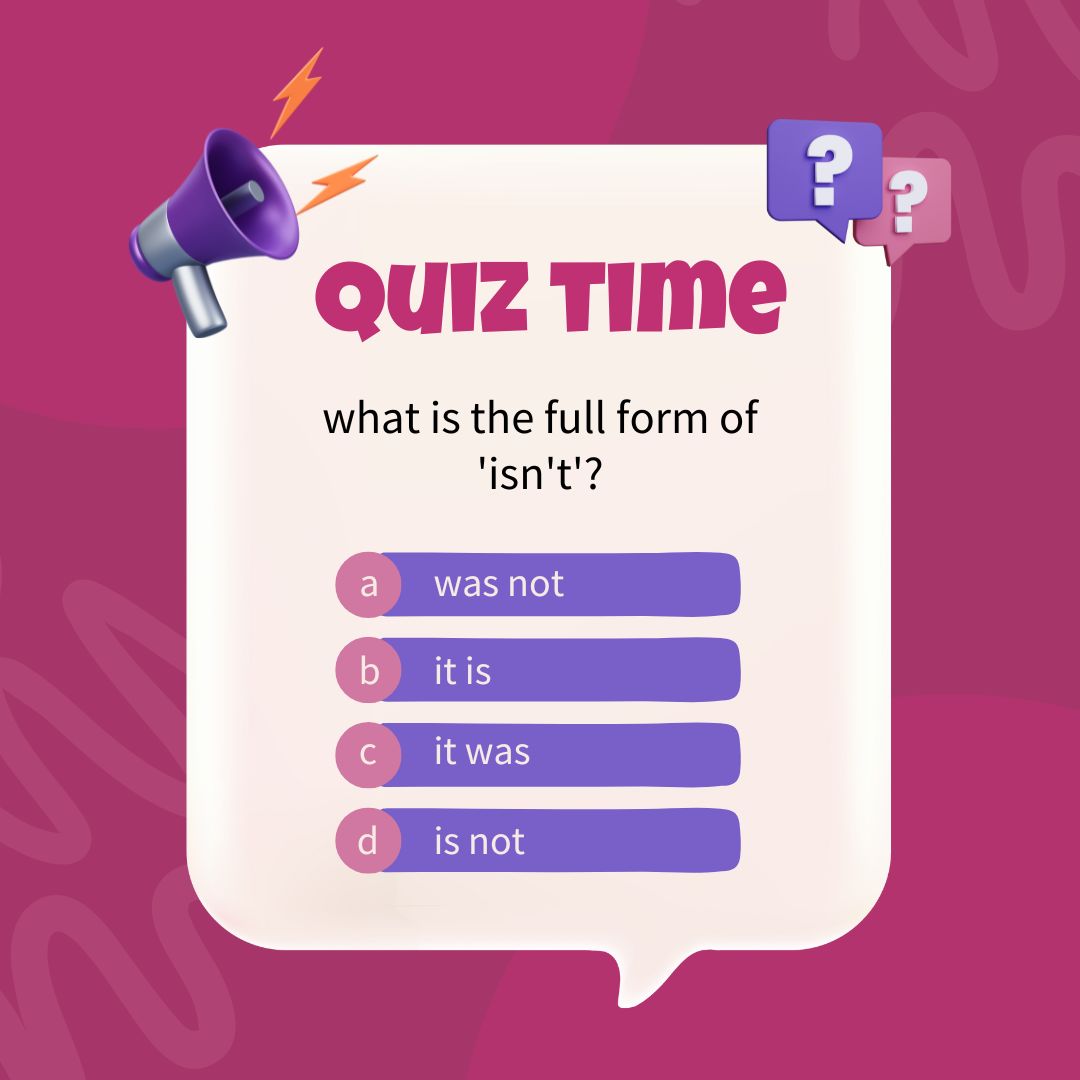 ?
?
QUIZ TIME
what is the full form of
'isn't'?
a was not
b it is
c it was
d is not